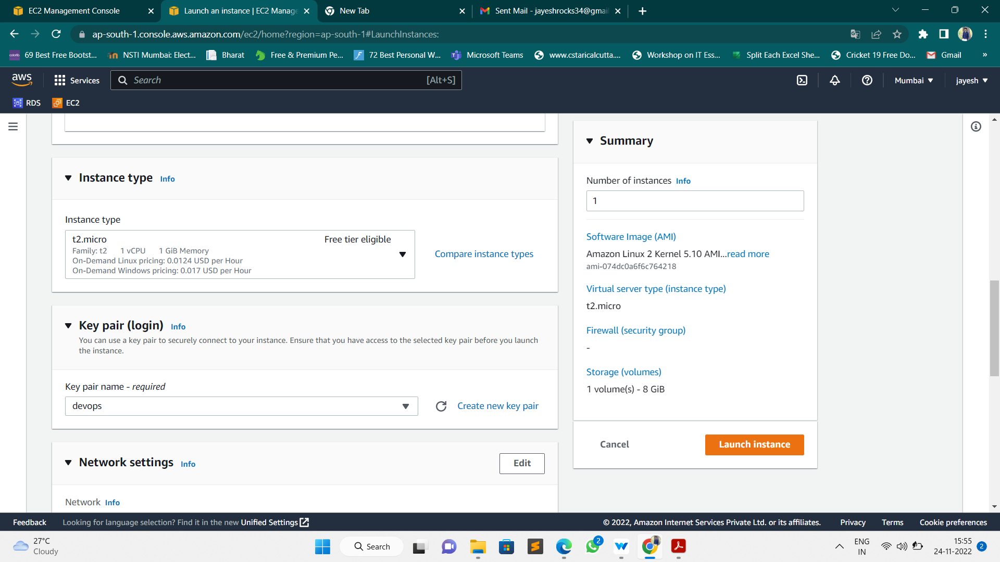 EC2 Management Console
Launch an instance | EC2 Manage
New Tab
Sent Mail - jayeshrocks34@gmail
ap-south-1.console.aws.amazon.com/ec2/home?region=ap-south-1#LaunchInstances:
69 Best Free Bootst...
NSTI Mumbai: Elect...
Bharat
Free & Premium Pe...
72 Best Personal W...
Microsoft Teams
www.cstaricalcutta....
Workshop on IT Ess...
Split Each Excel She...
Cricket 19 Free Do...
Gmail
»
aws
Services
Search
[Alt+S]
Mumbai
jayesh
RDS
EC2
Instance type Info
Instance type
t2.micro
Free tier eligible
Family: t2 1 vCPU 1 GiB Memory
On-Demand Linux pricing: 0.0124 USD per Hour
On-Demand Windows pricing: 0.017 USD per Hour
Compare instance types
Key pair (login) Info
You can use a key pair to securely connect to your instance. Ensure that you have access to the selected key pair before you launch
the instance.
Key pair name - required
devops
Create new key pair
Network settings Info
Edit
Network Info
Summary
Number of instances Info
1
Software Image (AMI)
Amazon Linux 2 Kernel 5.10 AMI...read more
ami-074dc0a6f6c764218
Virtual server type (instance type)
t2.micro
Firewall (security group)
-
Storage (volumes)
1 volume(s) - 8 GiB
Cancel
Launch instance
Feedback
Looking for language selection? Find it in the new Unified Settings
© 2022, Amazon Internet Services Private Ltd. or its affiliates.
Privacy
Terms
Cookie preferences
27°C
Cloudy
Search
2
ENG
IN
15:55
24-11-2022
2